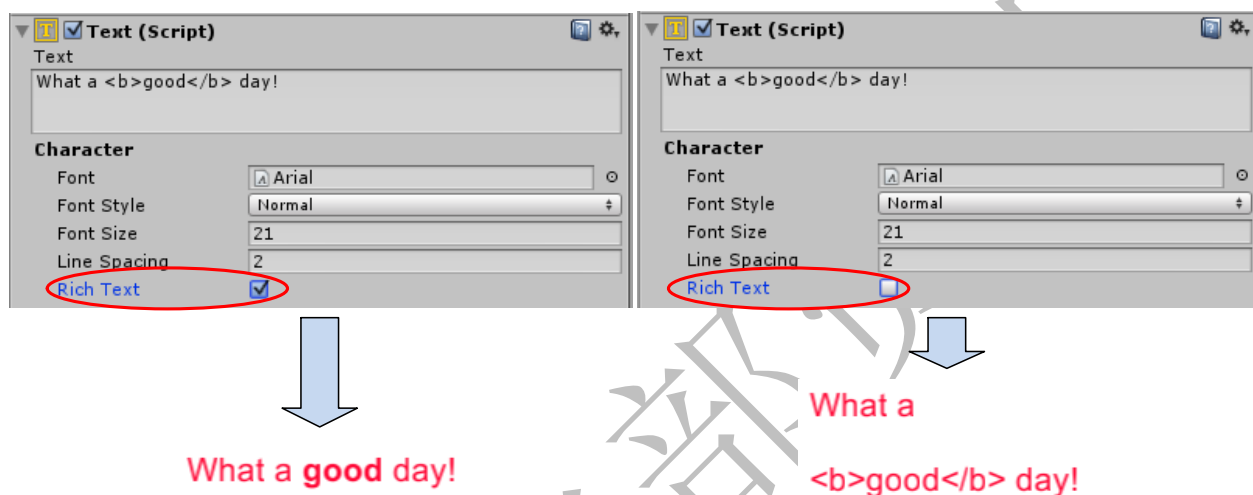 Text (Script)
Text
What a <b>good</b> day!
Character
Font Arial
Font Style Normal
Font Size 21
Line Spacing 2
Rich Text
What a good day!
Text (Script)
Text
What a <b>good</b> day!
Character
Font Arial
Font Style Normal
Font Size 21
Line Spacing 2
Rich Text
What a
<b>good</b> day!
部